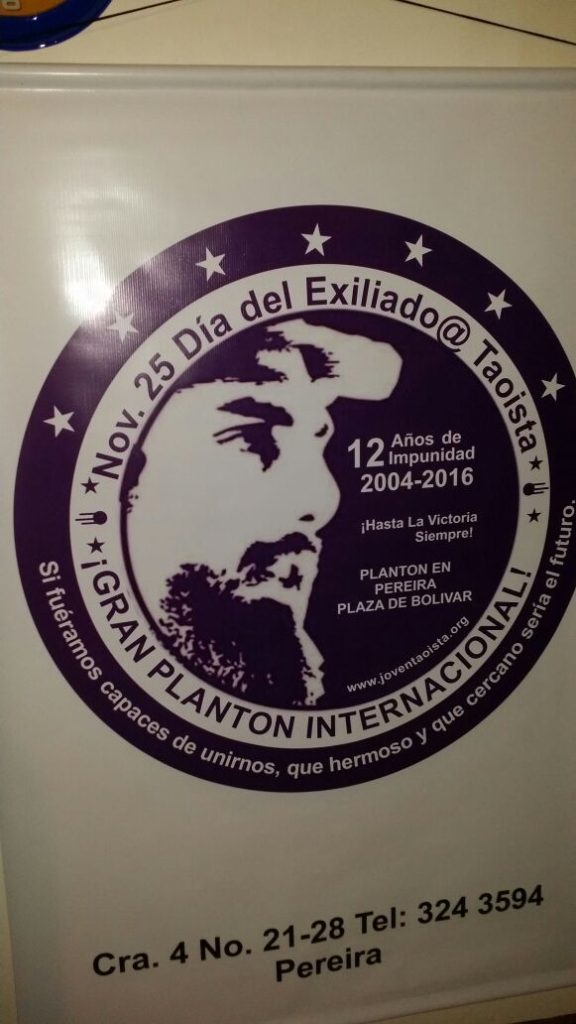 Nov. 25 Día del Exiliado@ Taoista
12 Años de
Impunidad
2004-2016
¡Hasta La Victoria
Siempre!
PLANTON EN
PEREIRA
PLAZA DE BOLIVAR
www.joventaoista.org
¡GRAN PLANTON INTERNACIONAL!
Si fuéramos capaces de unirnos, que hermoso y que cercano sería el futuro.
Cra. 4 No. 21-28 Tel: 324 3594
Pereira